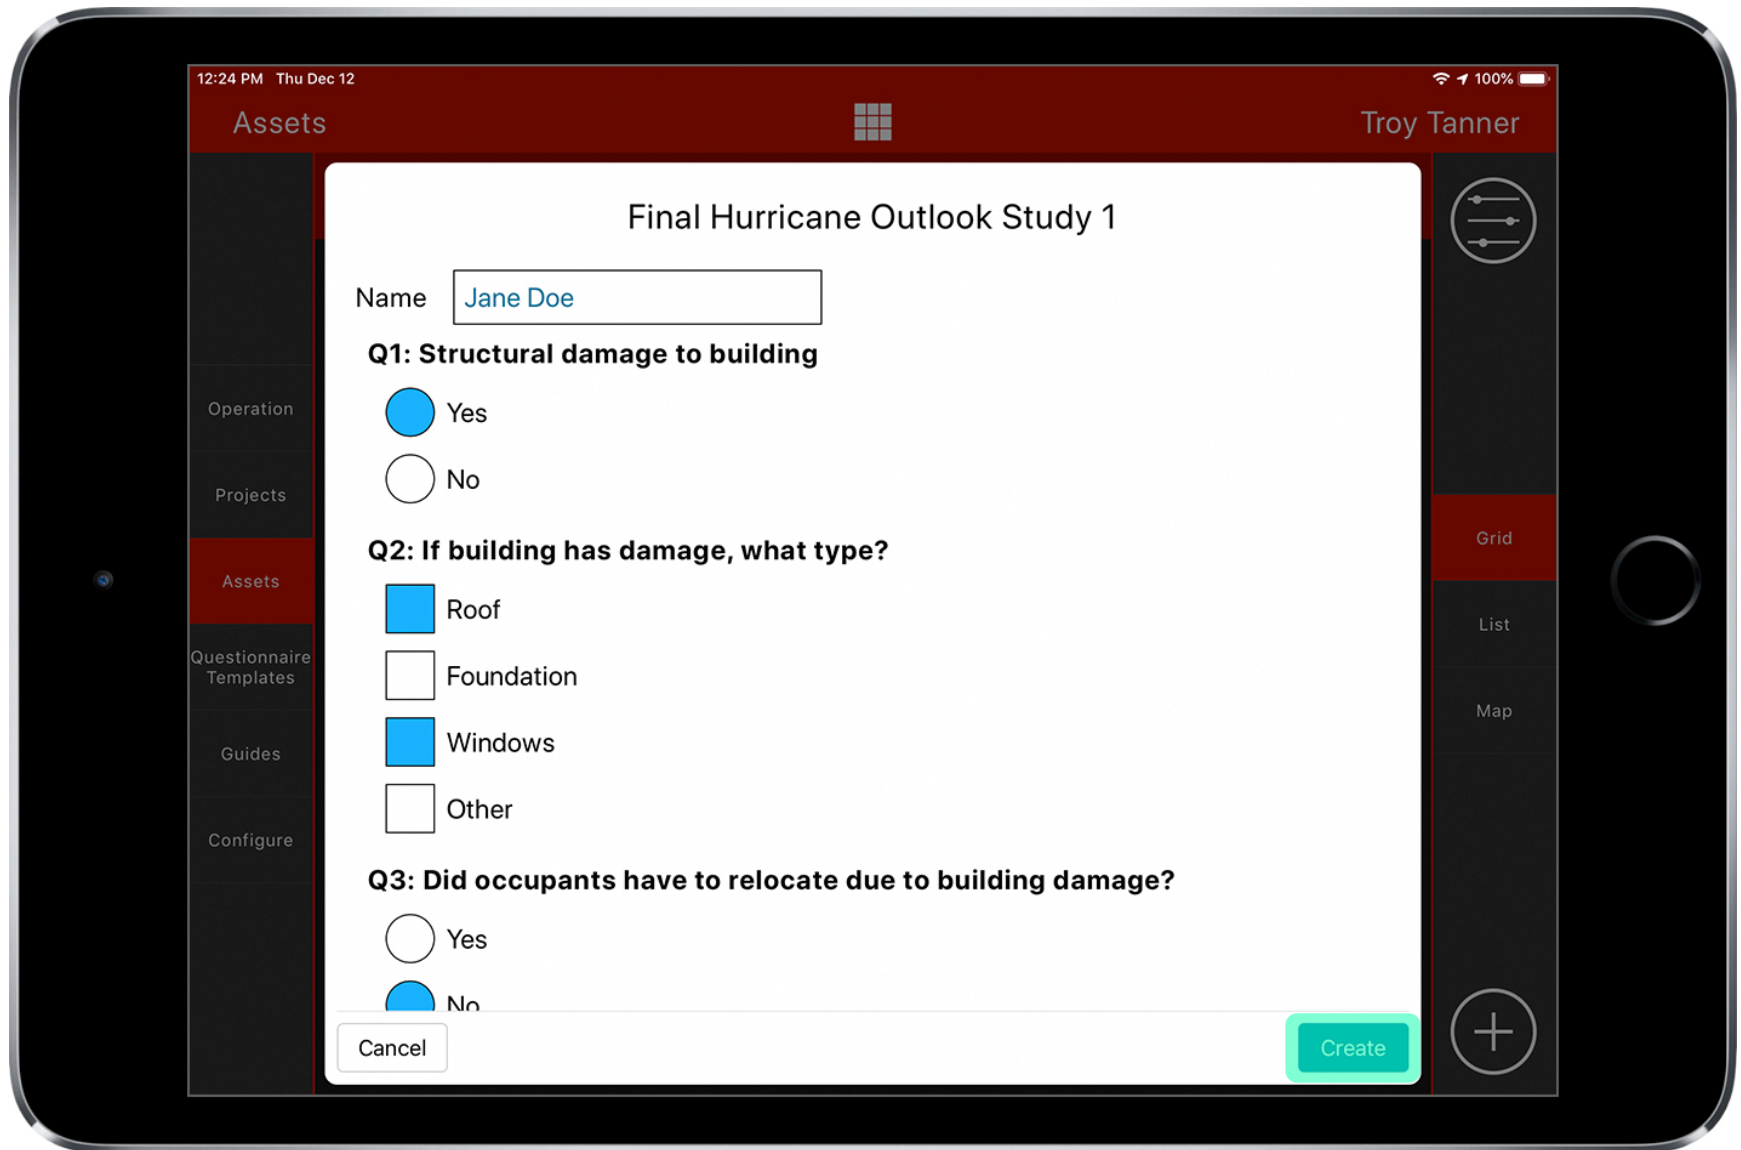 12:24 PM Thu Dec 12
100%
Assets
Troy Tanner
Final Hurricane Outlook Study 1
Name
Jane Doe
Q1: Structural damage to building
Yes
No
Q2: If building has damage, what type?
Roof
Foundation
Windows
Other
Q3: Did occupants have to relocate due to building damage?
Yes
No
Cancel
Create
Operation
Projects
Assets
Questionnaire
Templates
Guides
Configure
Grid
List
Map